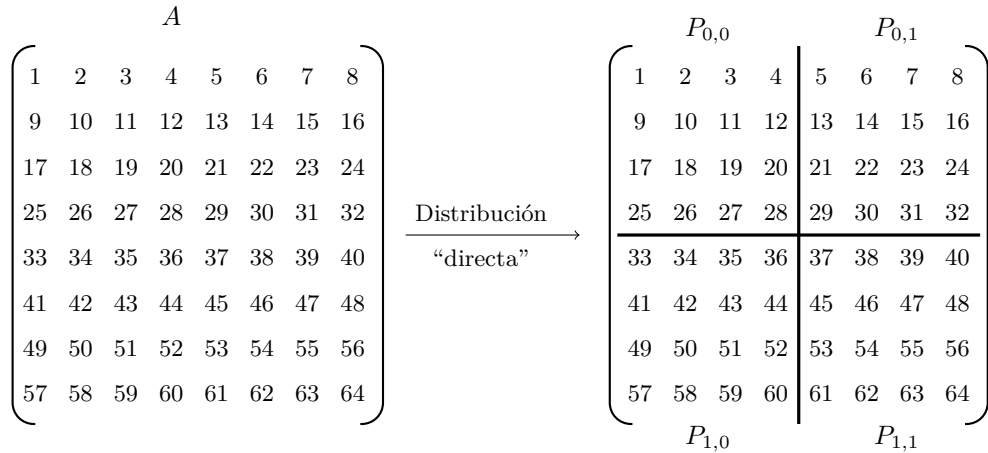 A
1 2 3 4 5 6 7 8
9 10 11 12 13 14 15 16
17 18 19 20 21 22 23 24
25 26 27 28 29 30 31 32
33 34 35 36 37 38 39 40
41 42 43 44 45 46 47 48
49 50 51 52 53 54 55 56
57 58 59 60 61 62 63 64
Distribución
“directa”
P0,0 P0,1
1 2 3 4 5 6 7 8
9 10 11 12 13 14 15 16
17 18 19 20 21 22 23 24
25 26 27 28 29 30 31 32
33 34 35 36 37 38 39 40
41 42 43 44 45 46 47 48
49 50 51 52 53 54 55 56
57 58 59 60 61 62 63 64
P1,0 P1,1